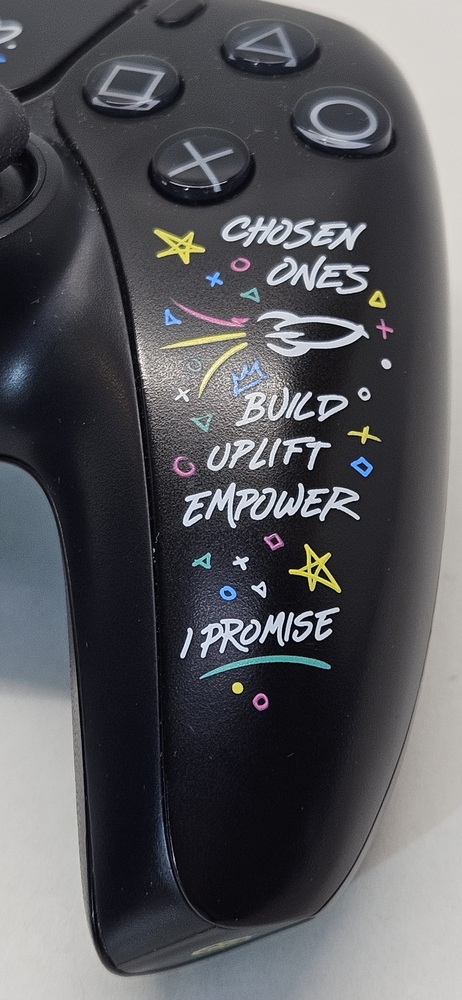 CHOSEN
ONES
BUILD
UPLIFT
EMPOWER
I PROMISE